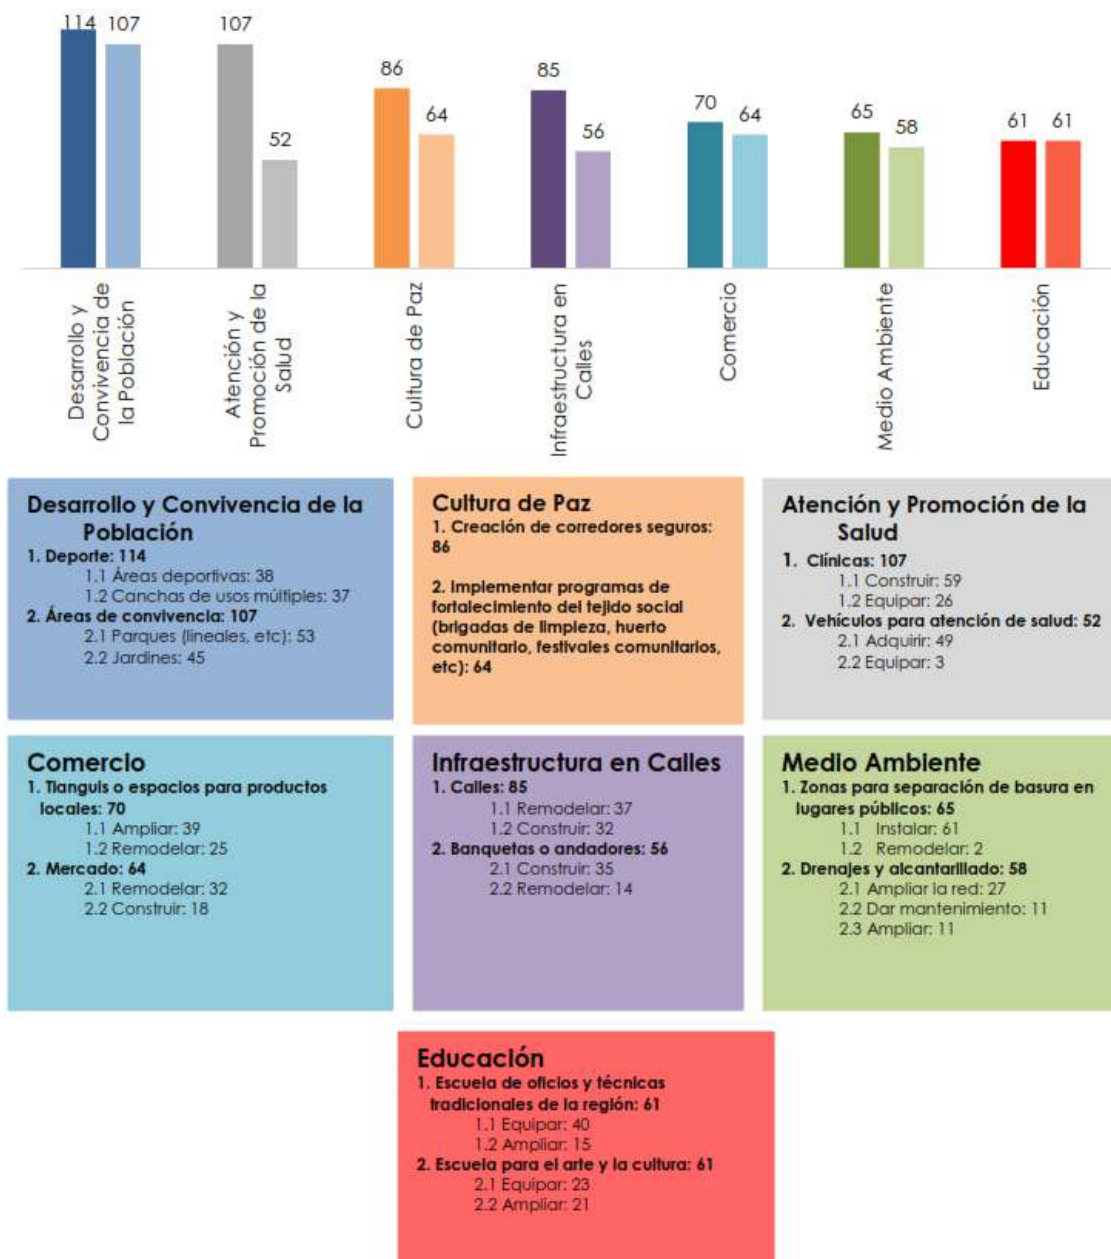 114 107
107
52
86
64
85
56
70
64
65
58
61 61
Desarrollo y
Convivencia de
la Población
Atención y
Promoción de la
Salud
Cultura de Paz
Infraestructura en
Calles
Comercio
Medio Ambiente
Educación
Desarrollo y Convivencia de la
Población
1. Deporte: 114
1.1 Áreas deportivas: 38
1.2 Canchas de usos múltiples: 37
2. Áreas de convivencia: 107
2.1 Parques (lineales, etc): 53
2.2 Jardines: 45
Cultura de Paz
1. Creación de corredores seguros:
86
2. Implementar programas de
fortalecimiento del tejido social
(brigadas de limpieza, huerto
comunitario, festivales comunitarios,
etc): 64
Atención y Promoción de la
Salud
1. Clínicas: 107
1.1 Construir: 59
1.2 Equipar: 26
2. Vehículos para atención de salud: 52
2.1 Adquirir: 49
2.2 Equipar: 3
Comercio
1. Tianguis o espacios para productos
locales: 70
1.1 Ampliar: 39
1.2 Remodelar: 25
2. Mercado: 64
2.1 Remodelar: 32
2.2 Construir: 18
Infraestructura en Calles
1. Calles: 85
1.1 Remodelar: 37
1.2 Construir: 32
2. Banquetas o andadores: 56
2.1 Construir: 35
2.2 Remodelar: 14
Medio Ambiente
1. Zonas para separación de basura en
lugares públicos: 65
1.1 Instalar: 61
1.2 Remodelar: 2
2. Drenajes y alcantarillado: 58
2.1 Ampliar la red: 27
2.2 Dar mantenimiento: 11
2.3 Ampliar: 11
Educación
1. Escuela de oficios y técnicas
tradicionales de la región: 61
1.1 Equipar: 40
1.2 Ampliar: 15
2. Escuela para el arte y la cultura: 61
2.1 Equipar: 23
2.2 Ampliar: 21